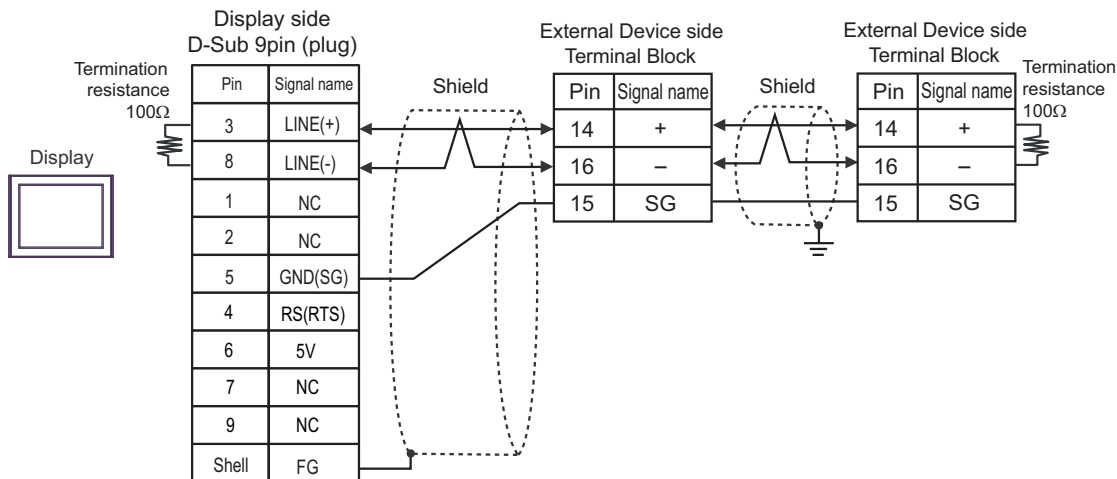 Display side
D-Sub 9pin (plug)
Termination
resistance
100Ω
Display
Pin Signal name
3 LINE(+)
8 LINE(-)
1 NC
2 NC
5 GND(SG)
4 RS(RTS)
6 5V
7 NC
9 NC
Shell FG
Shield
External Device side
Terminal Block
Pin Signal name
14 +
16 –
15 SG
Shield
External Device side
Terminal Block
Pin Signal name
14 +
16 –
15 SG
Termination
resistance
100Ω